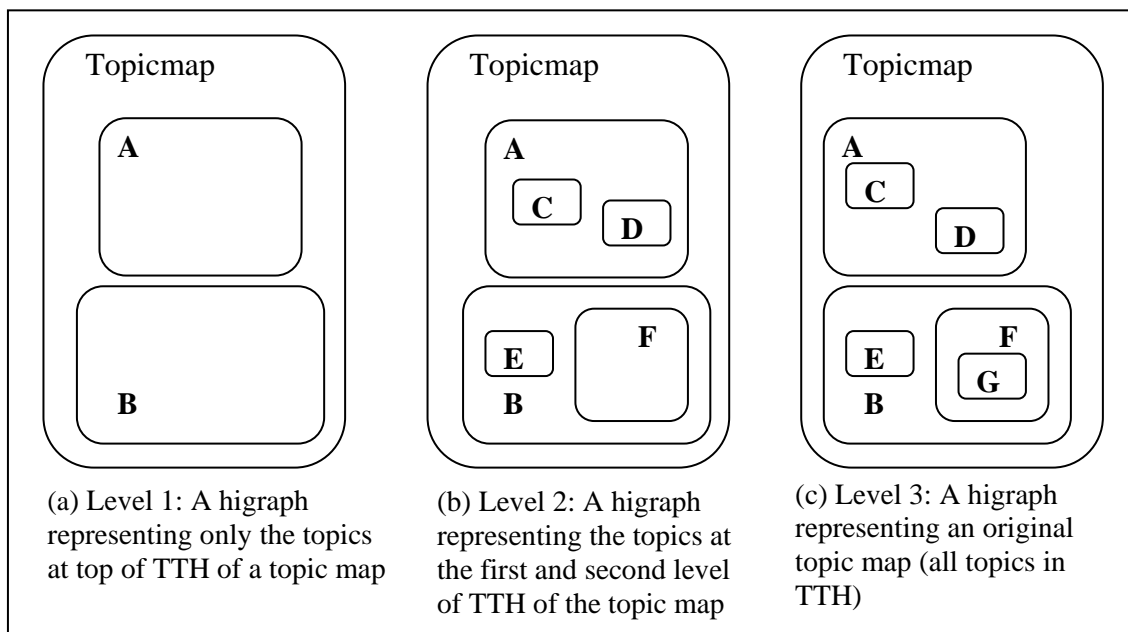 Topicmap
A
B
(a) Level 1: A higraph
representing only the topics
at top of TTH of a topic map
Topicmap
A
C
D
F
E
B
(b) Level 2: A higraph
representing the topics at
the first and second level
of TTH of the topic map
Topicmap
A
C
D
F
E
G
B
(c) Level 3: A higraph
representing an original
topic map (all topics in
TTH)